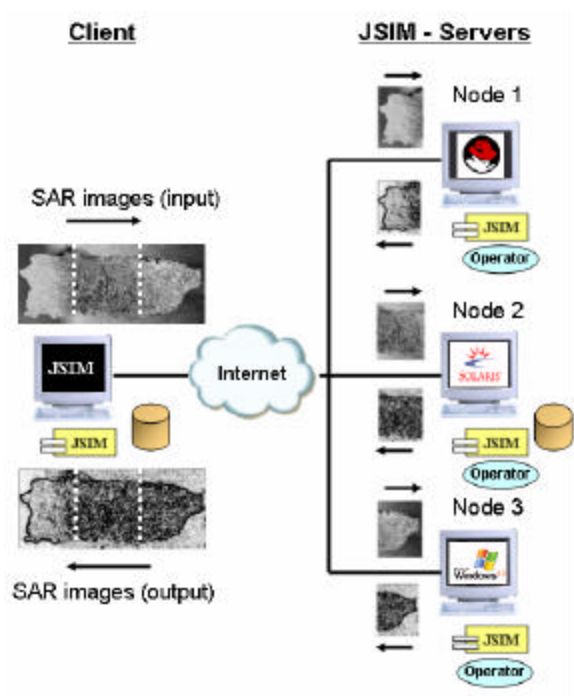 Client
JSIM - Servers
Node 1
SAR images (input)
JSIM
Operator
Node 2
JSIM
Internet
SOLARIS
JSIM
JSIM
Operator
Node 3
Windows
SAR images (output)
JSIM
Operator